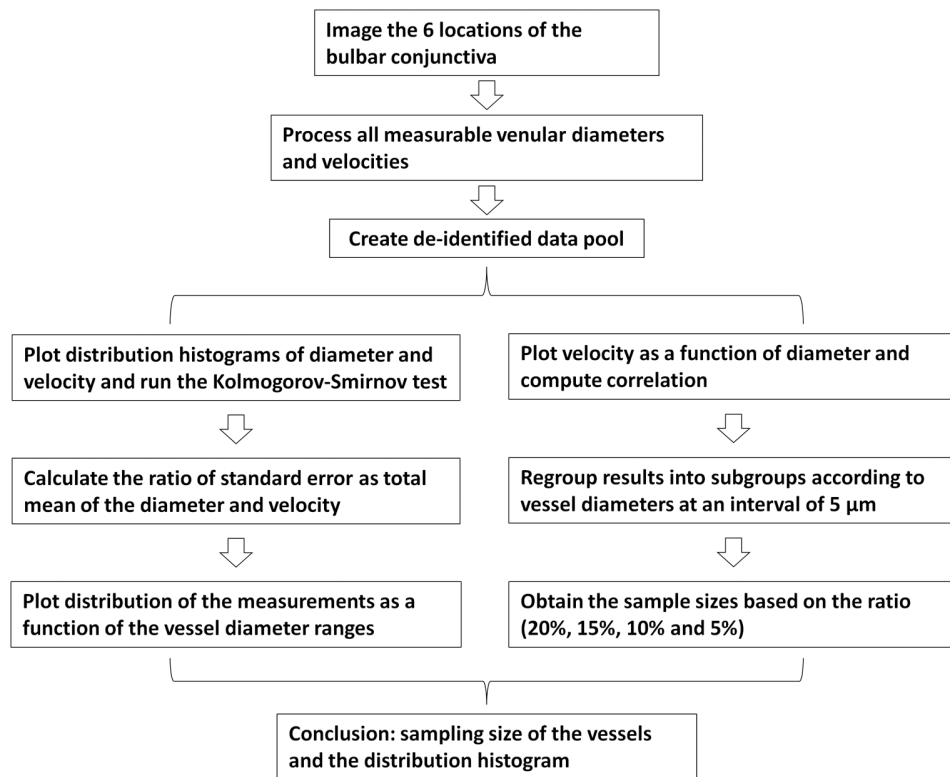 Image the 6 locations of the
bulbar conjunctiva
Process all measurable venular diameters
and velocities
Create de-identified data pool
Plot distribution histograms of diameter and
velocity and run the Kolmogorov-Smirnov test
Calculate the ratio of standard error as total
mean of the diameter and velocity
Plot distribution of the measurements as a
function of the vessel diameter ranges
Plot velocity as a function of diameter and
compute correlation
Regroup results into subgroups according to
vessel diameters at an interval of 5 μm
Obtain the sample sizes based on the ratio
(20%, 15%, 10% and 5%)
Conclusion: sampling size of the vessels
and the distribution histogram